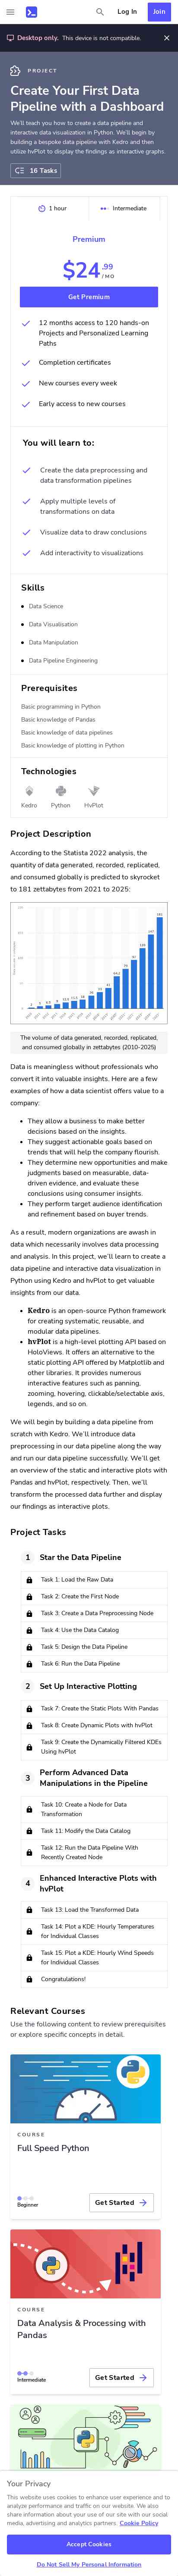 Log In
Join
Desktop only. This device is not compatible.
PROJECT
Create Your First Data
Pipeline with a Dashboard
We'll teach you how to create a data pipeline and
interactive data visualization in Python. We'll begin by
building a sequence data pipeline with Kedro and then
utilize hvPlot to display the findings as interactive graphs.
16 Tasks
1 hour
Intermediate
Premium
$24.99
/MO
Get Premium
12 months access to 120 hands-on
Projects and Personalized Learning
Paths
Completion certificates
New courses every week
Early access to new courses
You will learn to:
Create the data preprocessing and
data transformation pipelines
Apply multiple levels of
transformations on data
Visualize data to draw conclusions
Add interactivity to visualizations
Skills
Data Science
Data Visualisation
Data Manipulation
Data Pipeline Engineering
Prerequisites
Basic programming in Python
Basic knowledge of Pandas
Basic knowledge of data pipelines
Basic knowledge of plotting in Python
Technologies
Kedro
Python
HvPlot
Project Description
According to the Statista 2022 analysis, the
quantity of data generated, recorded, replicated,
and consumed globally is predicted to skyrocket
to 181 zettabytes from 2021 to 2025:
The volume of data generated, recorded, replicated,
and consumed globally in zettabytes (2010-2025)
Data is meaningless without professionals who
convert it into valuable insights. Here are a few
examples of how a data scientist offers value to a
company:
They allow a business to make better
decisions based on the insights.
They suggest actionable goals based on
trends that will help the company flourish.
They determine new opportunities and make
judgments based on measurable, data-
driven evidence, and evaluate these
conclusions using consumer insights.
They perform target audience identification
and refinement based on buyer trends.
As a result, modern organizations are awash in
data which necessarily involves data processing
and analysis. In this project, we'll learn to create a
data pipeline and interactive data visualization in
Python using Kedro and hvPlot to get valuable
insights from our data.
Kedro is an open-source Python framework
for creating systematic, reusable, and
modular data pipelines.
hvPlot is a high-level plotting API based on
HoloViews. It offers an alternative to the
static plotting API offered by Matplotlib and
other libraries. It provides numerous
interactive features such as panning,
zooming, hovering, clickable/selectable axis,
legends, and so on.
We will begin by building a data pipeline from
scratch with Kedro. We'll introduce data
preprocessing in our data pipeline along the way
and run our data pipeline successfully. We'll get
an overview of the static and interactive plots with
Pandas and hvPlot, respectively. Then, we'll
transform the processed data further and display
our findings as interactive plots.
Project Tasks
1 Star the Data Pipeline
Task 1: Load the Raw Data
Task 2: Create the First Node
Task 3: Create a Data Preprocessing Node
Task 4: Use the Data Catalog
Task 5: Design the Data Pipeline
Task 6: Run the Data Pipeline
2 Set Up Interactive Plotting
Task 7: Create the Static Plots With Pandas
Task 8: Create Dynamic Plots with hvPlot
Task 9: Create the Dynamically Filtered KDEs
Using hvPlot
3 Perform Advanced Data
Manipulations in the Pipeline
Task 10: Create a Node for Data
Transformation
Task 11: Modify the Data Catalog
Task 12: Run the Data Pipeline With
Recently Created Node
4 Enhanced Interactive Plots with
hvPlot
Task 13: Load the Transformed Data
Task 14: Plot a KDE: Hourly Temperatures
for Individual Classes
Task 15: Plot a KDE: Hourly Wind Speeds
for Individual Classes
Congratulations!
Relevant Courses
Use the following content to review prerequisites
or explore specific concepts in detail.
COURSE
Full Speed Python
Beginner
Get Started
COURSE
Data Analysis & Processing with
Pandas
Intermediate
Get Started
Your Privacy
This website uses cookies to enhance user experience and to
analyze performance and traffic on our website. We also
share information about your use of our site with our social
media, advertising and analytics partners. Cookie Policy
Accept Cookies
Do Not Sell My Personal Information